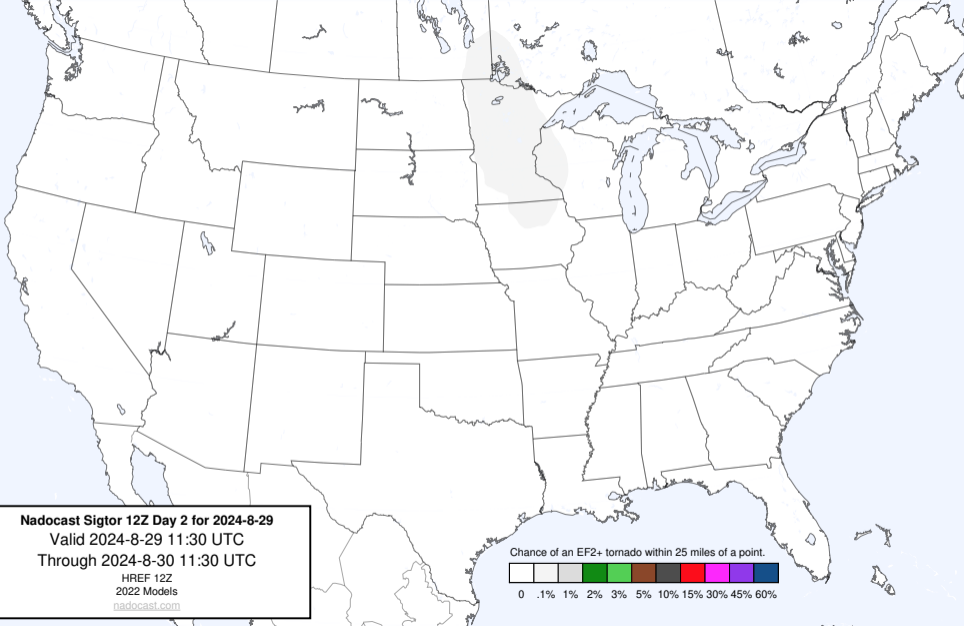 Nadocast Sigtor 12Z Day 2 for 2024-8-29
Valid 2024-8-29 11:30 UTC
Through 2024-8-30 11:30 UTC
HREF 12Z
2022 Models
nadocast.com
Chance of an EF2+ tornado within 25 miles of a point.
0 .1% 1% 2% 3% 5% 10% 15% 30% 45% 60%